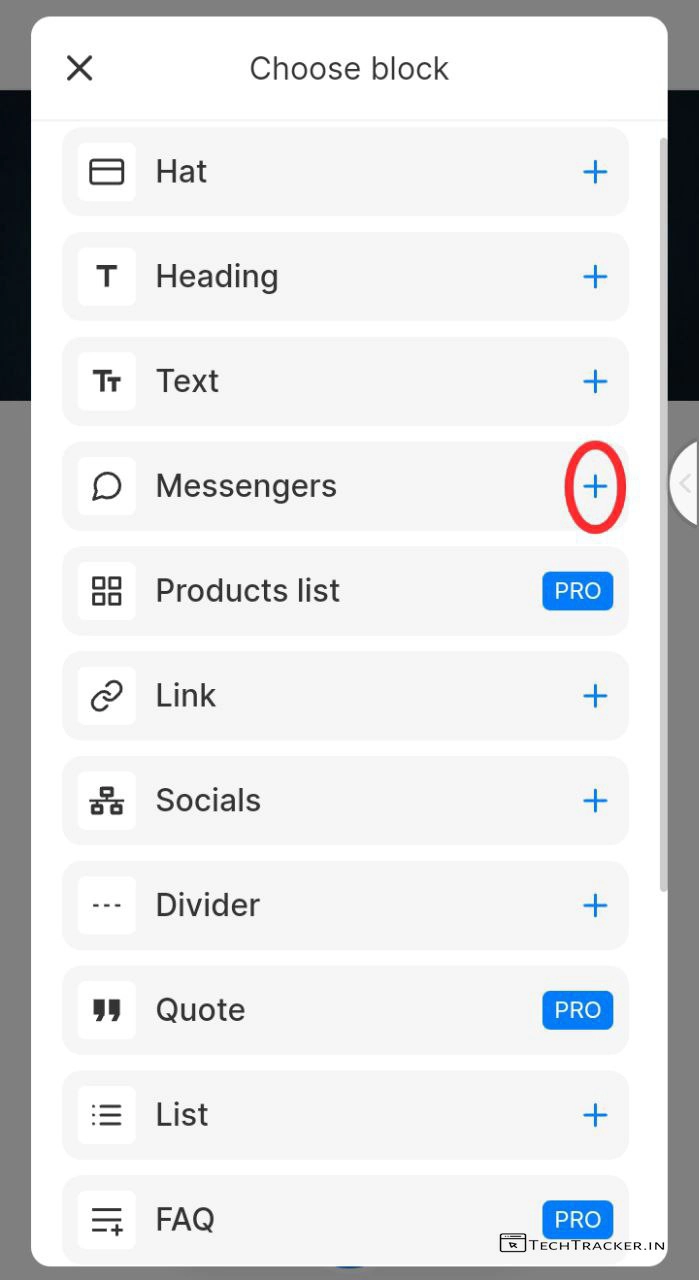 Choose block
Hat
Heading
Text
Messengers
Products list PRO
Link
Socials
Divider
Quote PRO
List
FAQ PRO
TechTracker.in